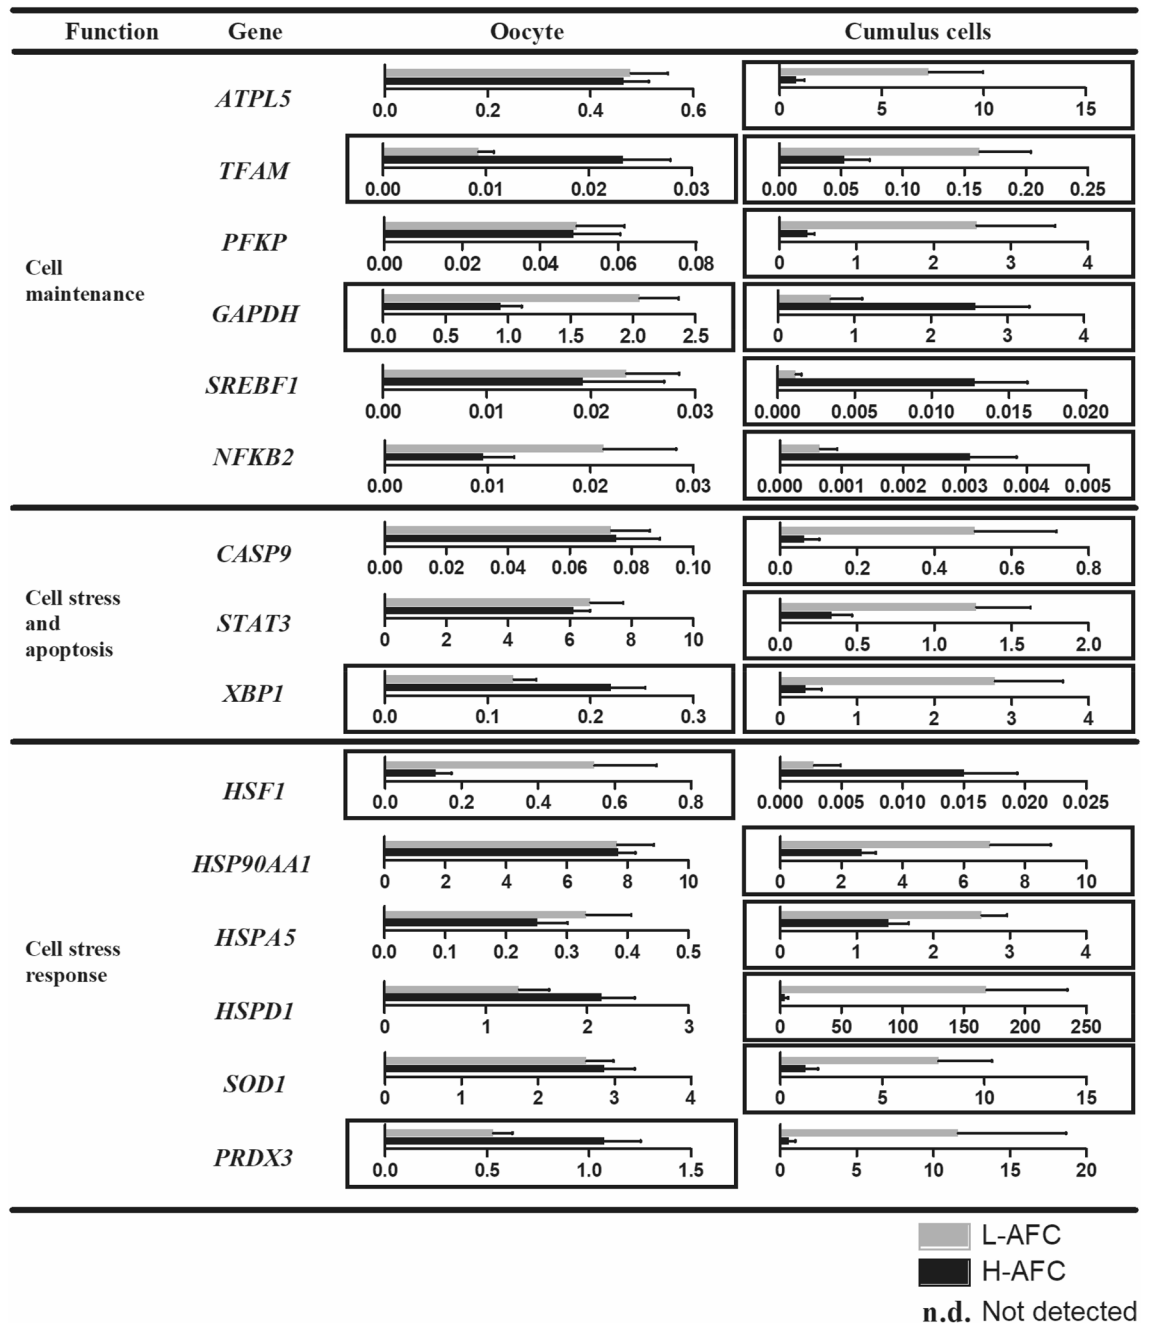 Function Gene Oocyte Cumulus cells
ATPL5
0.0 0.2 0.4 0.6
0 5 10 15
TFAM
0.00 0.01 0.02 0.03
0.00 0.05 0.10 0.15 0.20 0.25
PFKP
0.00 0.02 0.04 0.06 0.08
0 1 2 3 4
Cell
maintenance
GAPDH
0.0 0.5 1.0 1.5 2.0 2.5
0 1 2 3 4
SREBF1
0.00 0.01 0.02 0.03
0.000 0.005 0.010 0.015 0.020
NFKB2
0.00 0.01 0.02 0.03
0.000 0.001 0.002 0.003 0.004 0.005
CASP9
0.00 0.02 0.04 0.06 0.08 0.10
0.0 0.2 0.4 0.6 0.8
Cell stress
and
apoptosis
STAT3
0 2 4 6 8 10
0.0 0.5 1.0 1.5 2.0
XBP1
0.0 0.1 0.2 0.3
0 1 2 3 4
HSF1
0.0 0.2 0.4 0.6 0.8
0.000 0.005 0.010 0.015 0.020 0.025
HSP90AA1
0 2 4 6 8 10
0 2 4 6 8 10
HSPA5
0.0 0.1 0.2 0.3 0.4 0.5
0 1 2 3 4
Cell stress
response
HSPD1
0 1 2 3
0 50 100 150 200 250
SOD1
0 1 2 3 4
0 5 10 15
PRDX3
0.0 0.5 1.0 1.5
0 5 10 15 20
L-AFC
H-AFC
n.d. Not detected